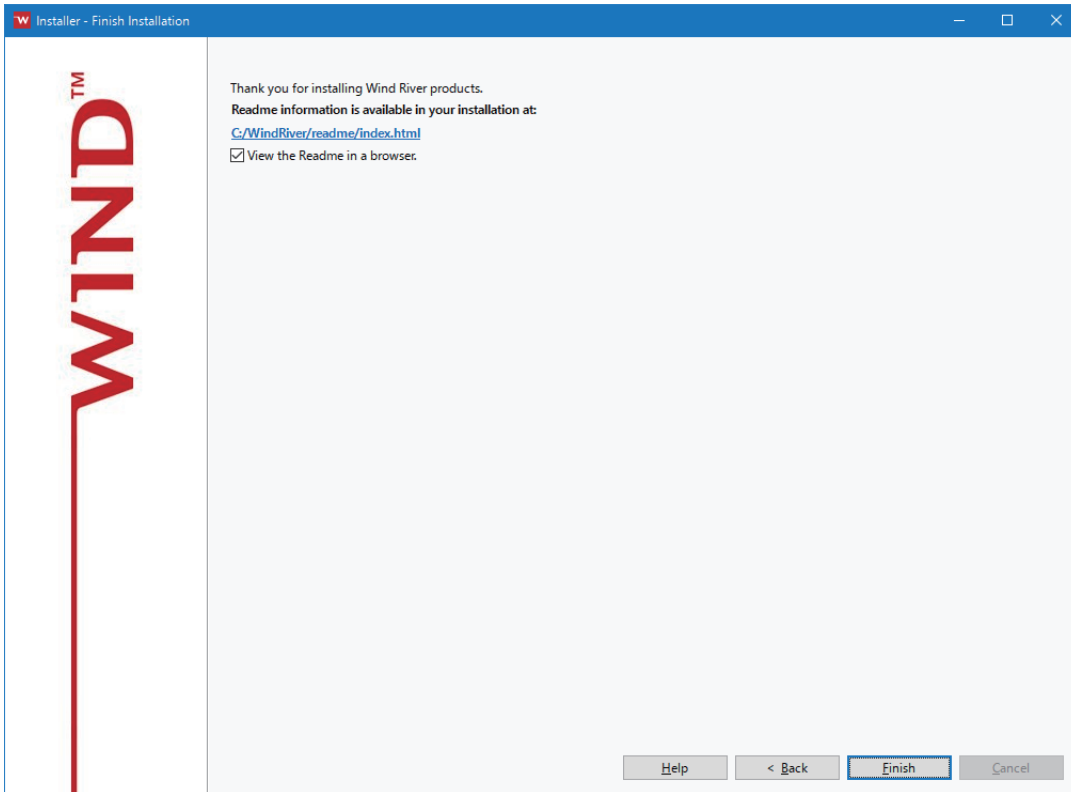 Installer - Finish Installation
WIND™
Thank you for installing Wind River products.
Readme information is available in your installation at:
C:/WindRiver/readme/index.html
View the Readme in a browser.
Help
< Back
Finish
Cancel